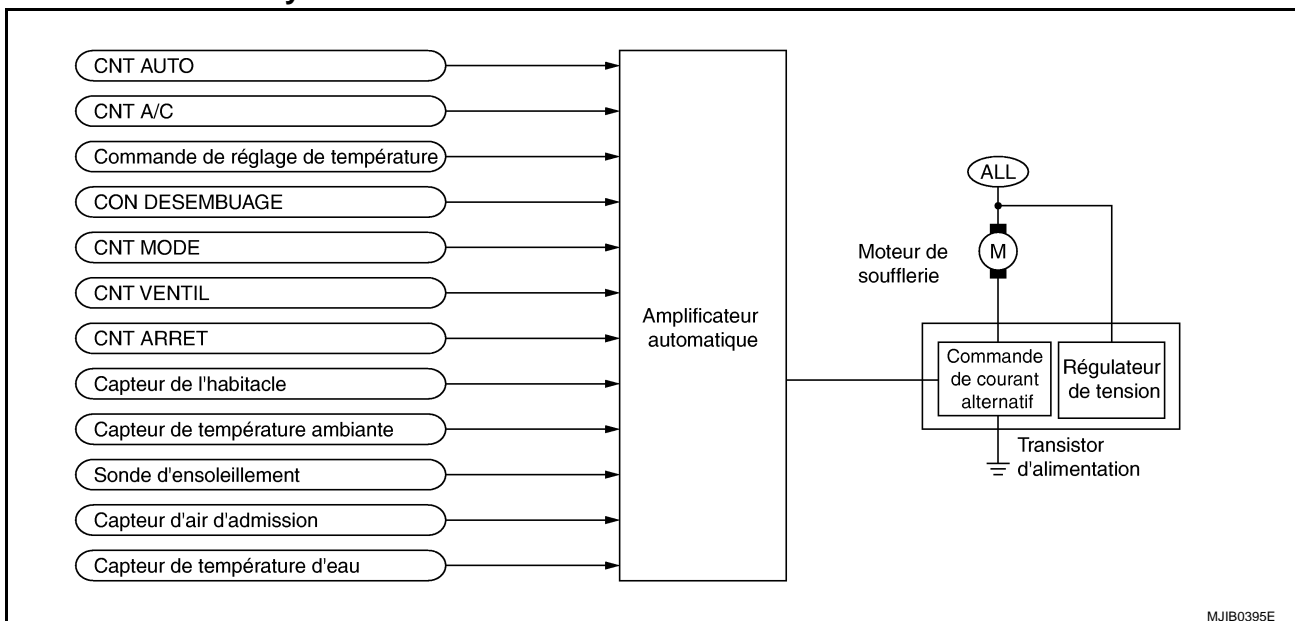 CNT AUTO
CNT A/C
Commande de réglage de température
CON DESEMBUAGE
CNT MODE
CNT VENTIL
CNT ARRET
Capteur de l'habitacle
Capteur de température ambiante
Sonde d'ensoleillement
Capteur d'air d'admission
Capteur de température d'eau
Amplificateur
automatique
ALL
M
Moteur de
soufflerie
Commande
de courant
alternatif
Régulateur
de tension
Transistor
d'alimentation
MJIB0395E